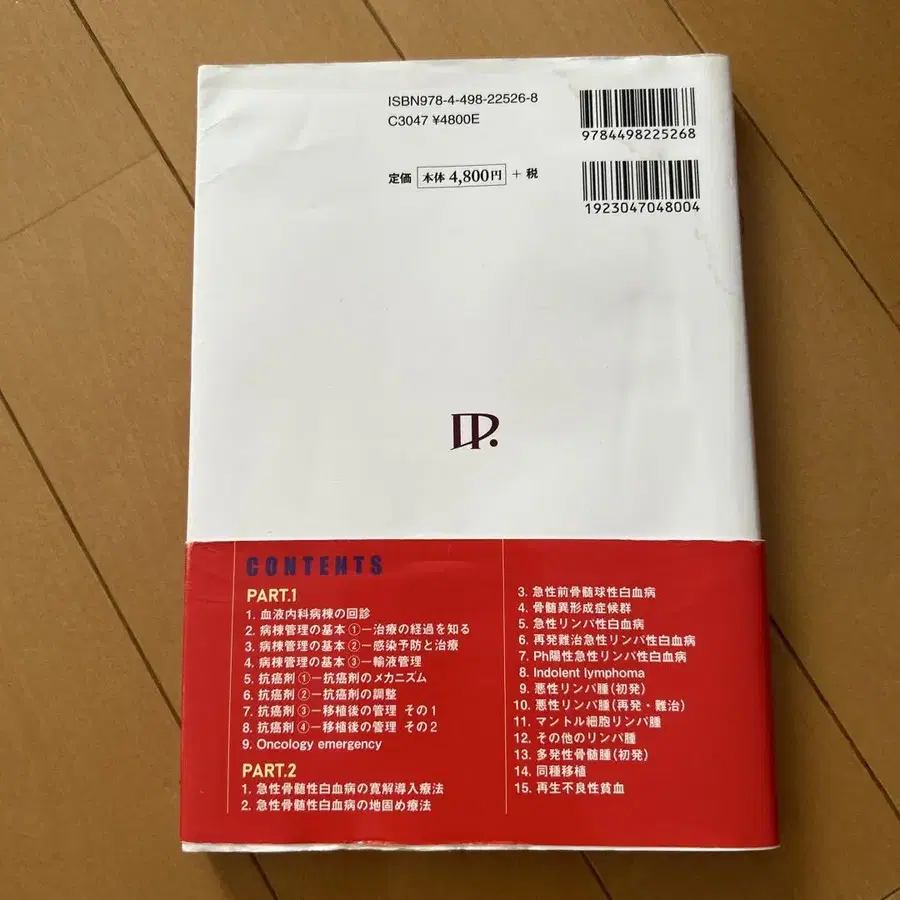 ISBN978-4-498-22526-8
C3047 ¥4800E
9784498225268
定価 本体 4,800円 + 税
1923047048004
CONTENTS
PART.1
1. 血液内科病棟の回診
2. 病棟管理の基本①ー治療の経過を知る
3. 病棟管理の基本②ー感染予防と治療
4. 病棟管理の基本③ー輸液管理
5. 抗癌剤①ー抗癌剤のメカニズム
6. 抗癌剤②ー抗癌剤の調整
7. 抗癌剤③ー移植後の管理 その1
8. 抗癌剤④ー移植後の管理 その2
9. Oncology emergency
PART.2
1. 急性骨髄性白血病の寛解導入療法
2. 急性骨髄性白血病の地固め療法
3. 急性前骨髄球性白血病
4. 骨髄異形成症候群
5. 急性リンパ性白血病
6. 再発難治急性リンパ性白血病
7. Ph陽性急性リンパ性白血病
8. Indolent lymphoma
9. 悪性リンパ腫(初発)
10. 悪性リンパ腫(再発・難治)
11. マントル細胞リンパ腫
12. その他のリンパ腫
13. 多発性骨髄腫(初発)
14. 同種移植
15. 再生不良性貧血